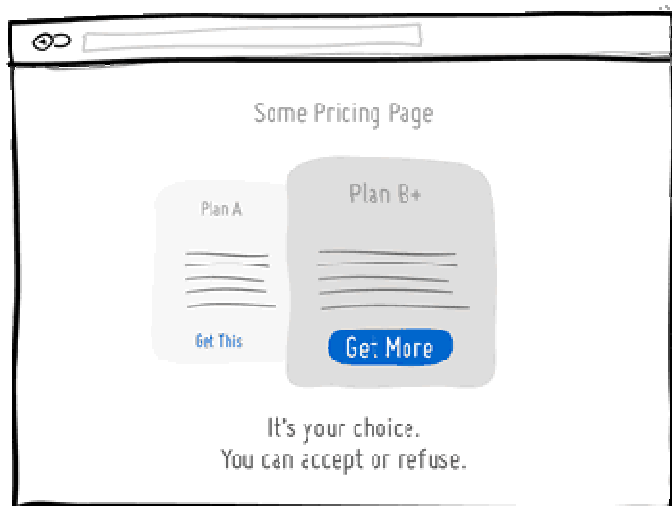 Some Pricing Page
Plan A
Plan B+
Get This
Get More
It's your choice.
You can accept or refuse.